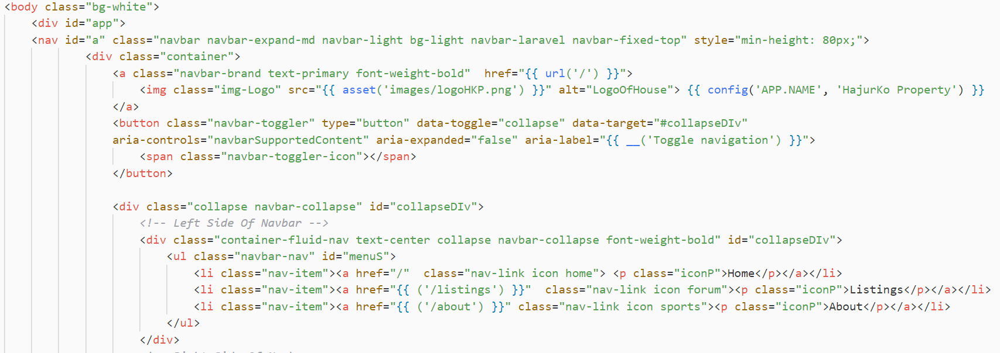 <body class="bg-white">
<div id="app">
<nav id="a" class="navbar navbar-expand-md navbar-light bg-light navbar-laravel navbar-fixed-top" style="min-height: 80px;">
<div class="container">
<a class="navbar-brand text-primary font-weight-bold"  href="{{ url('/') }}">
<img class="img-Logo" src="{{ asset('images/logoHKP.png') }}" alt="LogoOfHouse"> {{ config('APP.NAME', 'HajurKo Property') }}
</a>
<button class="navbar-toggler" type="button" data-toggle="collapse" data-target="#collapseDIv"
aria-controls="navbarSupportedContent" aria-expanded="false" aria-label="{{ __('Toggle navigation') }}">
<span class="navbar-toggler-icon"></span>
</button>
<div class="collapse navbar-collapse" id="collapseDIv">
<!-- Left Side Of Navbar -->
<div class="container-fluid-nav text-center collapse navbar-collapse font-weight-bold" id="collapseDIv">
<ul class="navbar-nav" id="menuS">
<li class="nav-item"><a href="/"  class="nav-link icon home"> <p class="iconP">Home</p></a></li>
<li class="nav-item"><a href="{{ ('/listings') }}"  class="nav-link icon forum"><p class="iconP">Listings</p></a></li>
<li class="nav-item"><a href="{{ ('/about') }}" class="nav-link icon sports"><p class="iconP">About</p></a></li>
</ul>
</div>